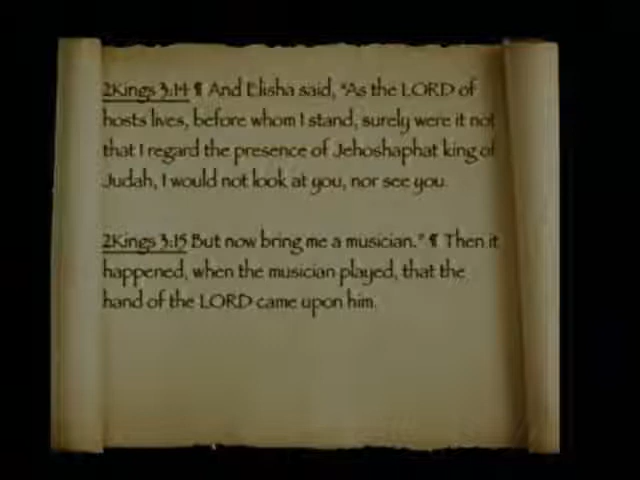 2Kings 3:14 ¶ And Elisha said, “As the LORD of
hosts lives, before whom I stand, surely were it not
that I regard the presence of Jehoshaphat king of
Judah, I would not look at you, nor see you.
2Kings 3:15 But now bring me a musician.” ¶ Then it
happened, when the musician played, that the
hand of the LORD came upon him.